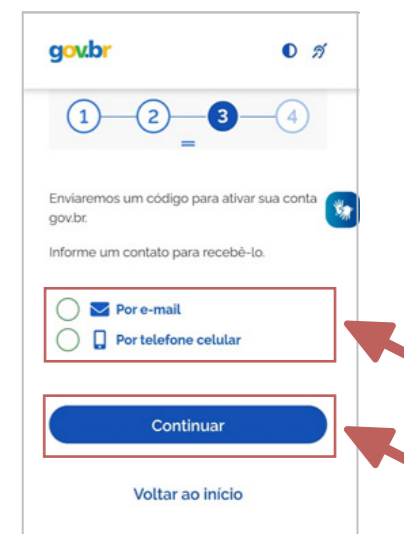 gov.br
1 2 3 4
Enviaremos um código para ativar sua conta
gov.br.
Informe um contato para recebê-lo.
Por e-mail
Por telefone celular
Continuar
Voltar ao início